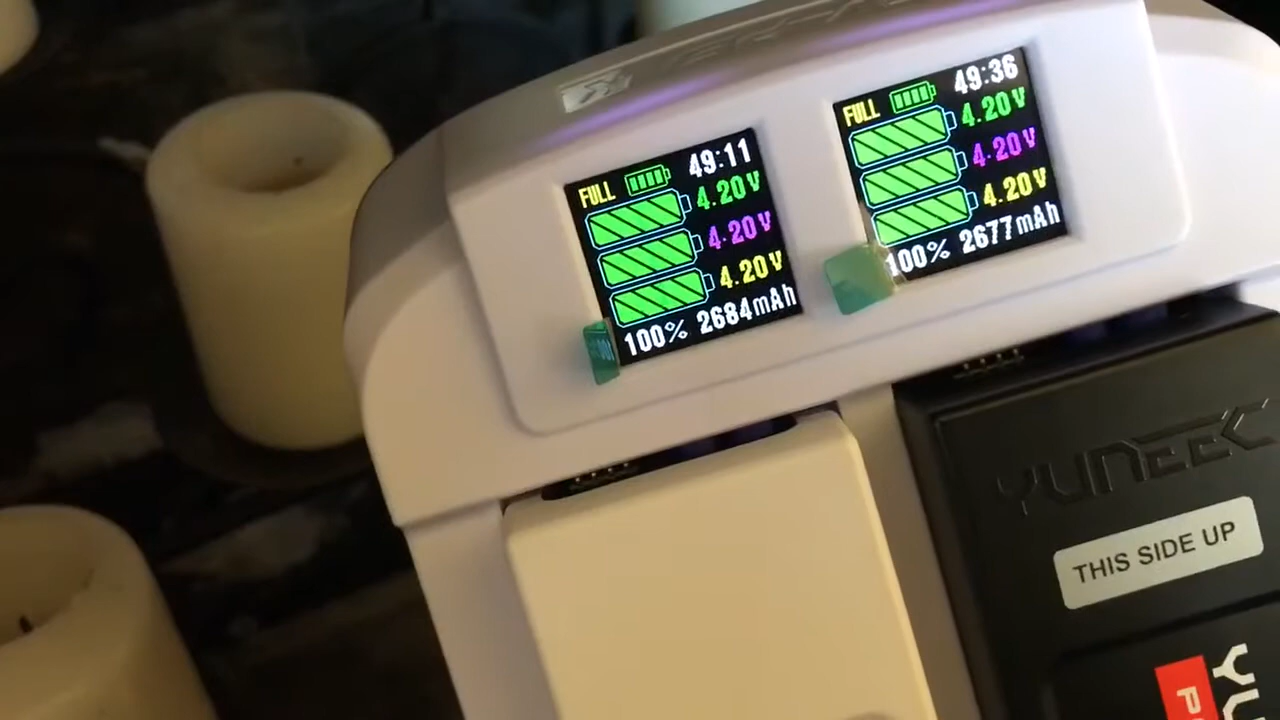 FULL 49:11
4.20V
4.20V
4.20V
100% 2684mAh
FULL 49:36
4.20V
4.20V
4.20V
100% 2677mAh
YUNEEC
THIS SIDE UP